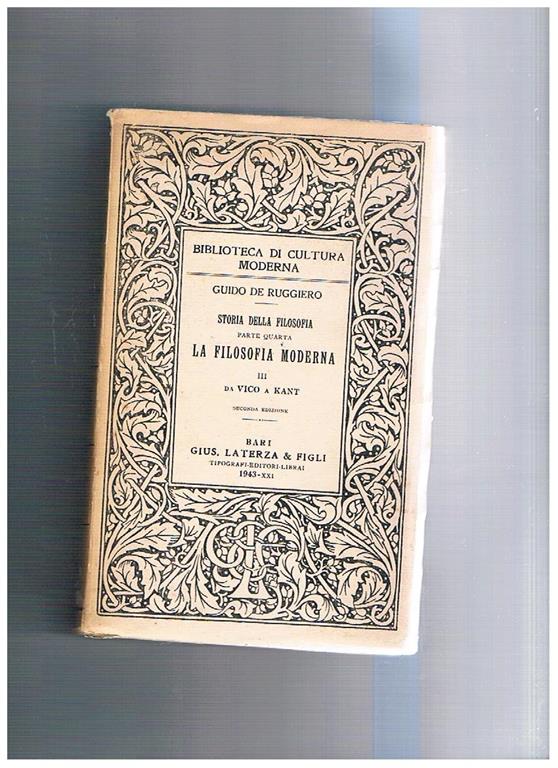 BIBLIOTECA DI CULTURA
MODERNA
GUIDO DE RUGGIERO
STORIA DELLA FILOSOFIA
PARTE QUARTA
LA FILOSOFIA MODERNA
III
DA VICO A KANT
SECONDA EDIZIONE
BARI
GIUS. LATERZA & FIGLI
TIPOGRAFI-EDITORI-LIBRAI
1943-XXI